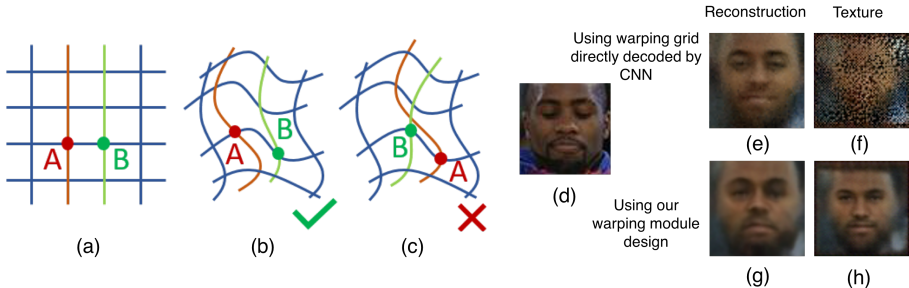 Reconstruction Texture
Using warping grid
directly decoded by
CNN
A B
A B
B A
(a)
(b)
(c)
(d)
(e)
(f)
Using our
warping module
design
(g)
(h)